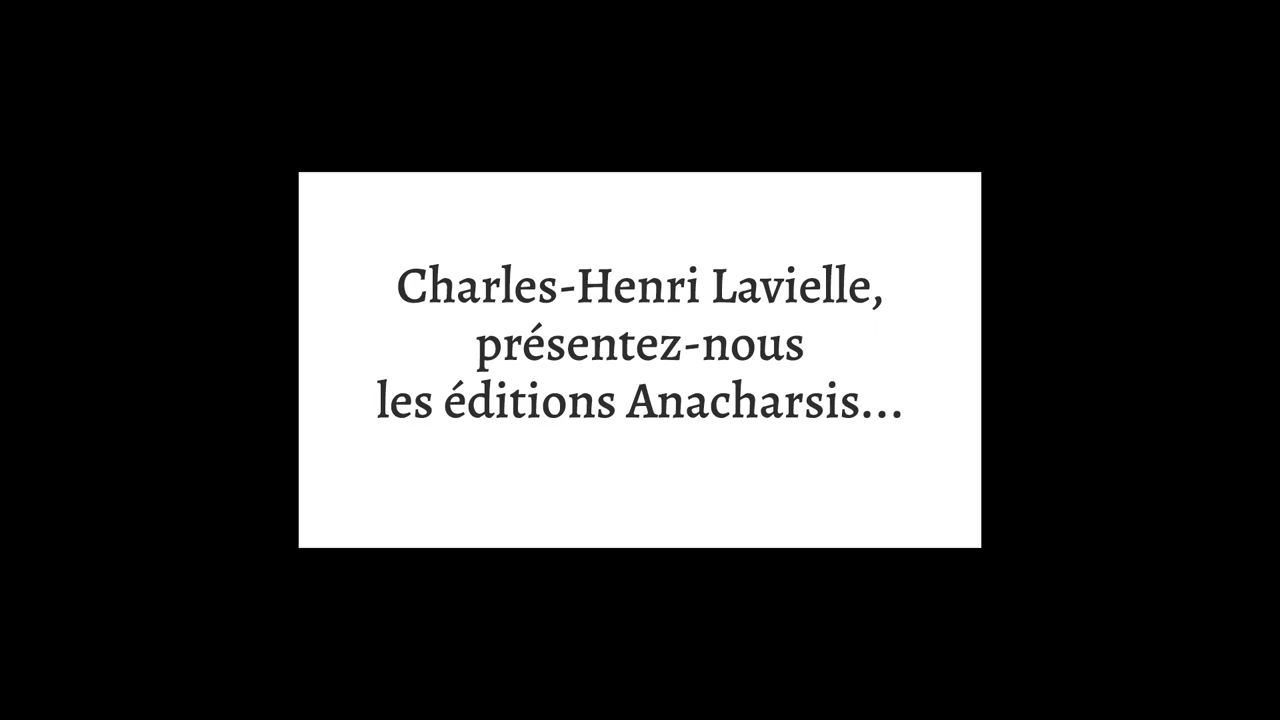 Charles-Henri Lavielle,
présentez-nous
les éditions Anacharsis...